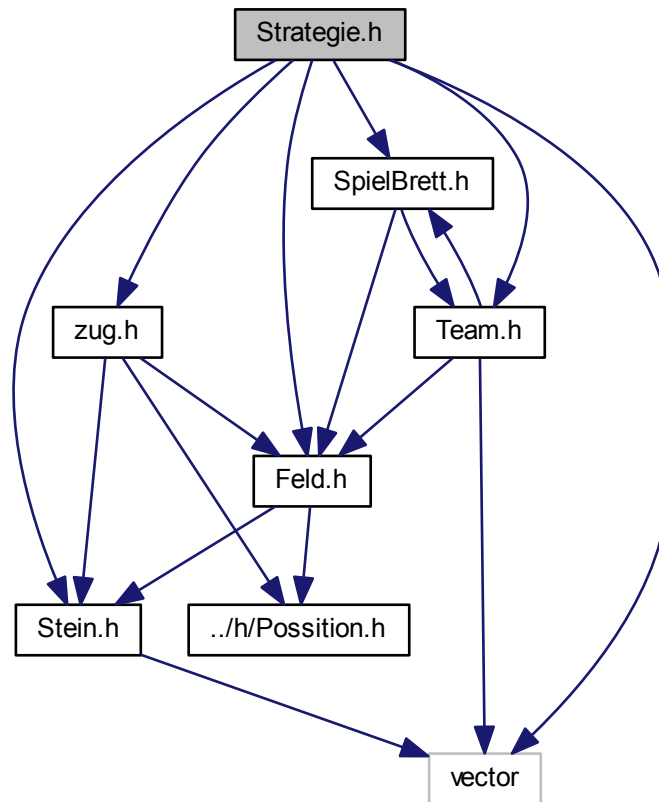 Strategie.h
SpielBrett.h
zug.h
Team.h
Feld.h
Stein.h
../h/Possition.h
vector